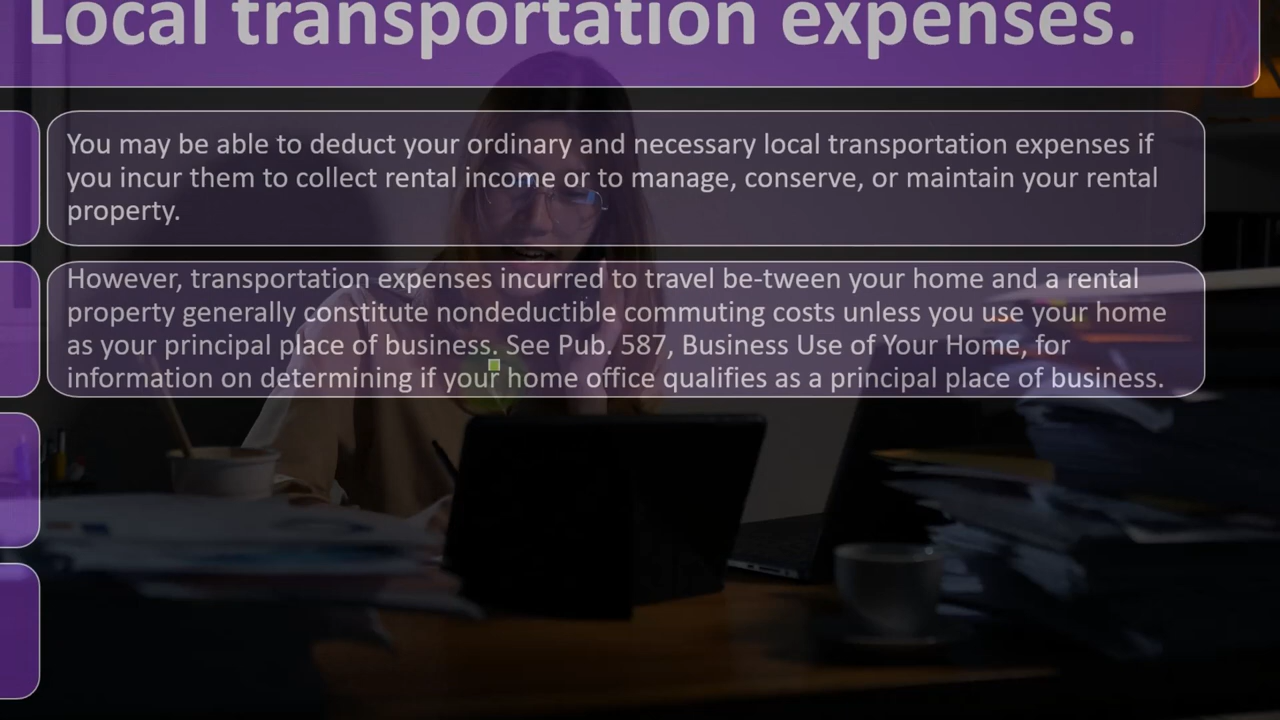 Local transportation expenses.
You may be able to deduct your ordinary and necessary local transportation expenses if
you incur them to collect rental income or to manage, conserve, or maintain your rental
property.
However, transportation expenses incurred to travel be-tween your home and a rental
property generally constitute nondeductible commuting costs unless you use your home
as your principal place of business. See Pub. 587, Business Use of Your Home, for
information on determining if your home office qualifies as a principal place of business.